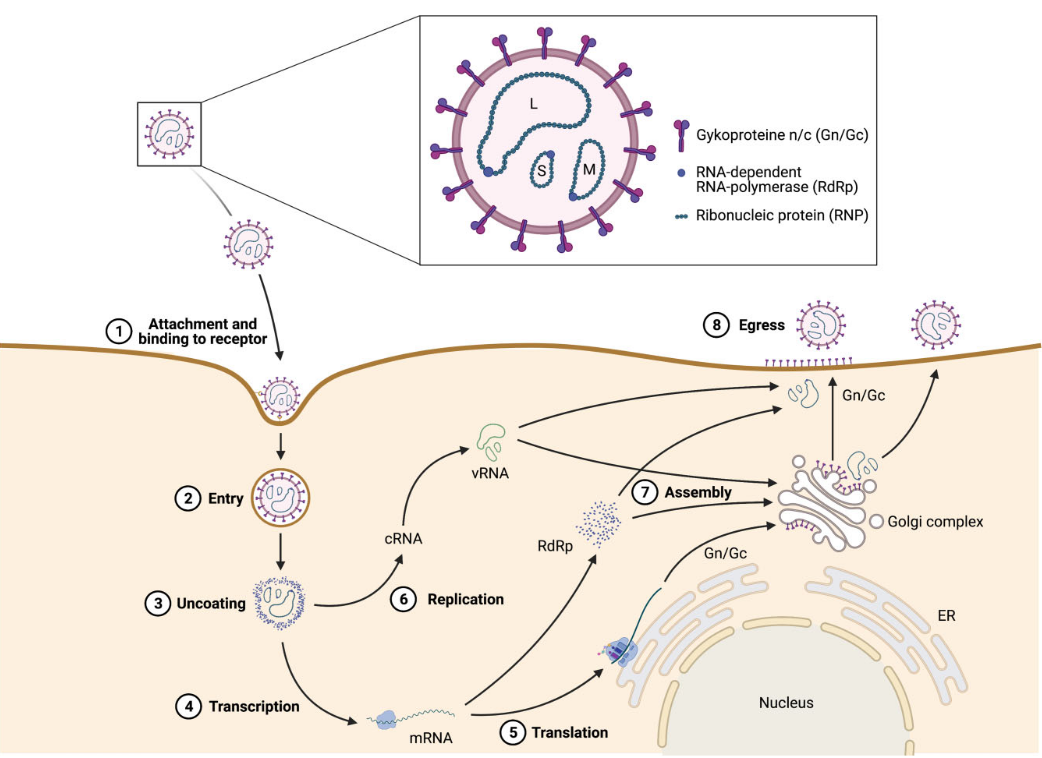 L
S
M
Gykoproteine n/c (Gn/Gc)
RNA-dependent
RNA-polymerase (RdRp)
Ribonucleic protein (RNP)
1 Attachment and
binding to receptor
8 Egress
Gn/Gc
vRNA
2 Entry
7 Assembly
Golgi complex
cRNA
RdRp
Gn/Gc
3 Uncoating
6 Replication
ER
4 Transcription
Nucleus
mRNA
5 Translation